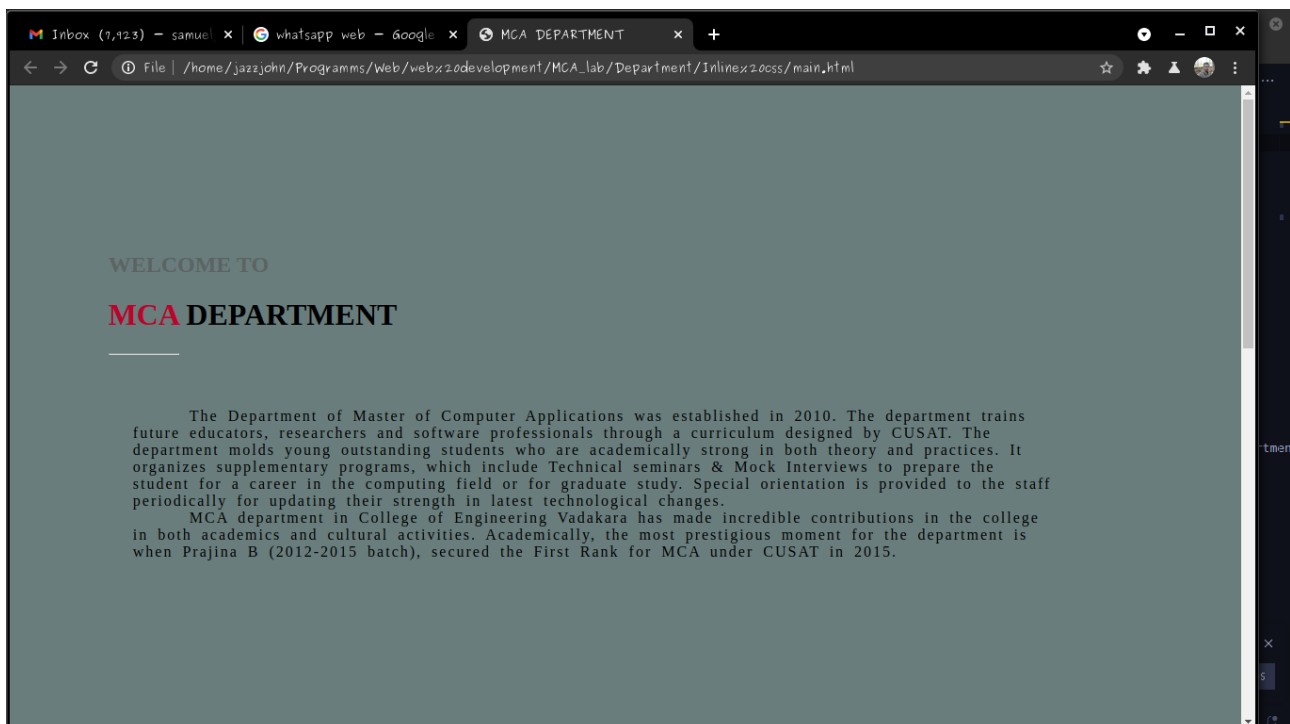 Inbox (7,923) – samuel
whatsapp web – Google
MCA DEPARTMENT
File | /home/jazzjohn/Programms/Web/web%20development/MCA_lab/Department/Inline%20css/main.html
WELCOME TO
MCA DEPARTMENT
The Department of Master of Computer Applications was established in 2010. The department trains
future educators, researchers and software professionals through a curriculum designed by CUSAT. The
department molds young outstanding students who are academically strong in both theory and practices. It
organizes supplementary programs, which include Technical seminars & Mock Interviews to prepare the
student for a career in the computing field or for graduate study. Special orientation is provided to the staff
periodically for updating their strength in latest technological changes.
MCA department in College of Engineering Vadakara has made incredible contributions in the college
in both academics and cultural activities. Academically, the most prestigious moment for the department is
when Prajina B (2012-2015 batch), secured the First Rank for MCA under CUSAT in 2015.
rtmen
s